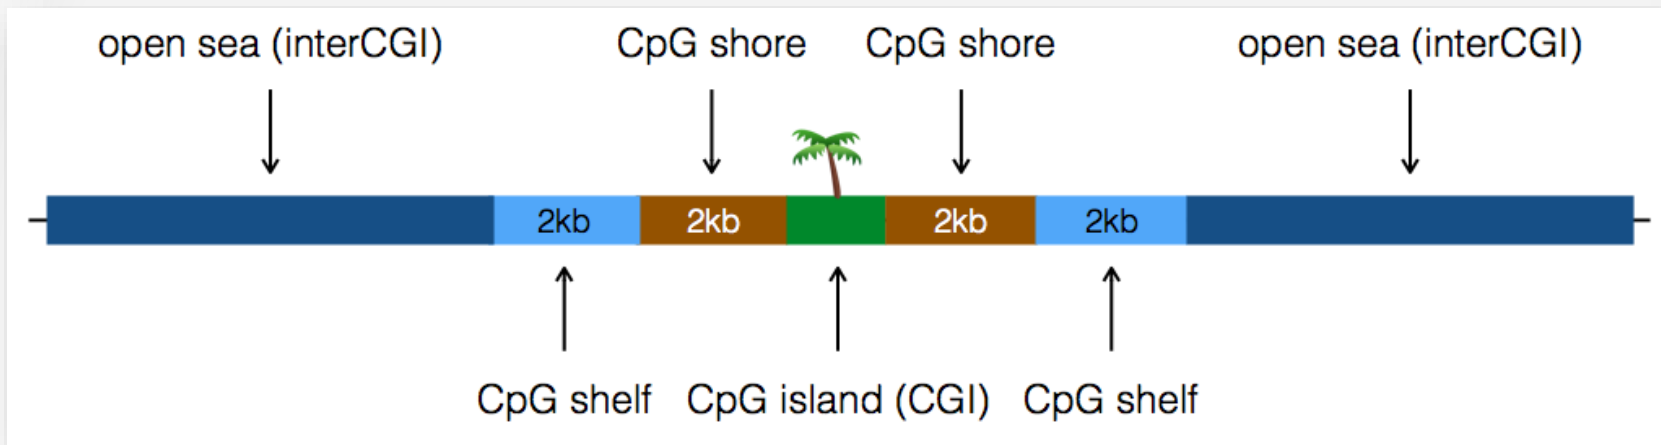 open sea (interCGI) CpG shore CpG shore open sea (interCGI)
2kb 2kb 2kb 2kb
CpG shelf CpG island (CGI) CpG shelf